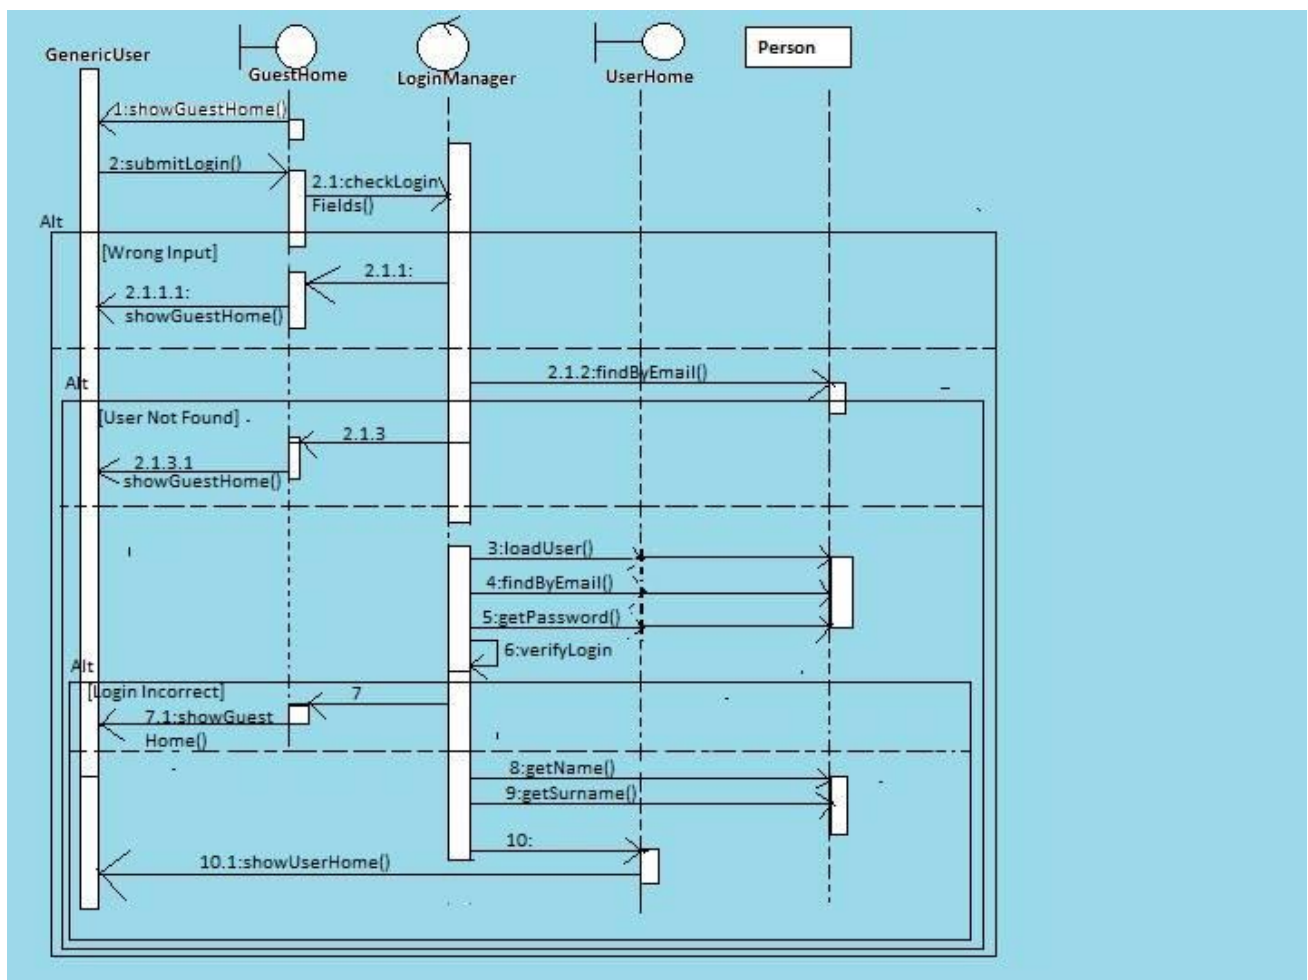 GenericUser
GuestHome
LoginManager
UserHome
Person
1:showGuestHome()
2:submitLogin()
2.1:checkLogin
Fields()
Alt
[Wrong Input]
2.1.1:
2.1.1.1:
showGuestHome()
2.1.2:findByEmail()
Alt
[User Not Found]
2.1.3
2.1.3.1
showGuestHome()
3:loadUser()
4:findByEmail()
5:getPassword()
6:verifyLogin
Alt
[Login Incorrect]
7
7.1:showGuest
Home()
8:getName()
9:getSurname()
10:
10.1:showUserHome()